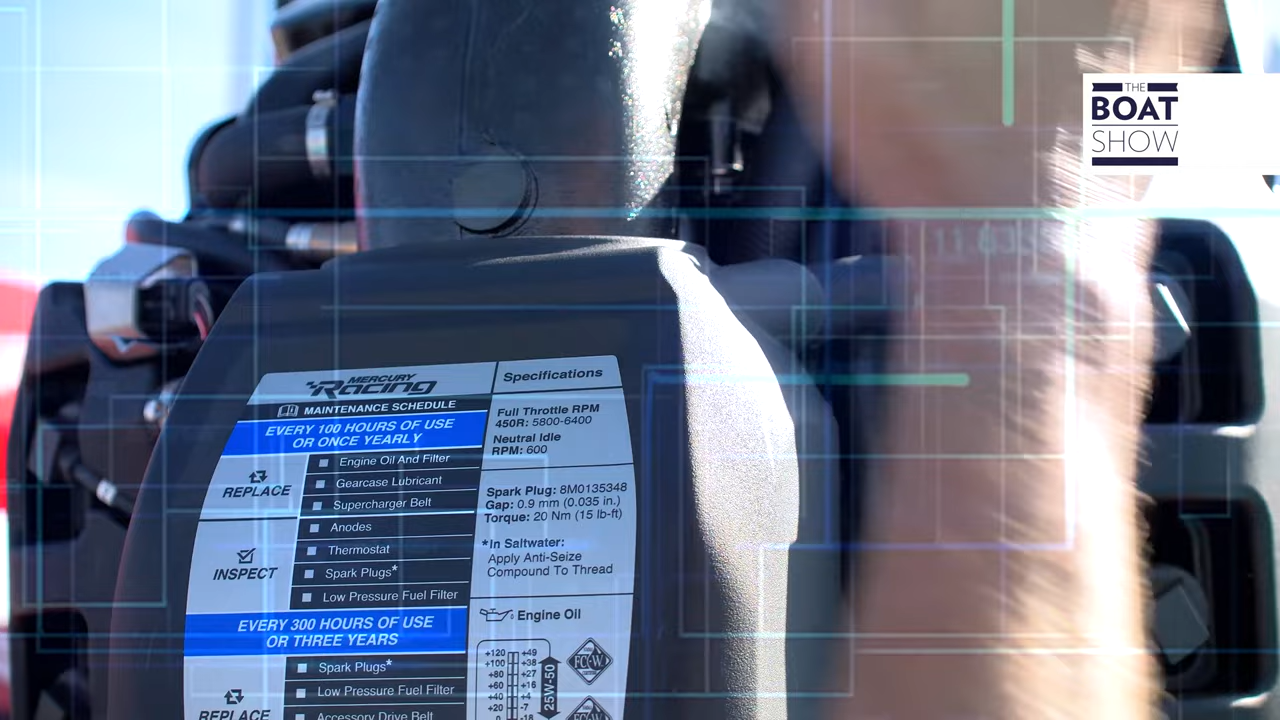 THE
BOAT
SHOW
MERCURY
Racing
MAINTENANCE SCHEDULE
EVERY 100 HOURS OF USE
OR ONCE YEARLY
REPLACE
Engine Oil And Filter
Gearcase Lubricant
Supercharger Belt
INSPECT
Anodes
Thermostat
Spark Plugs*
Low Pressure Fuel Filter
EVERY 300 HOURS OF USE
OR THREE YEARS
REPLACE
Spark Plugs*
Low Pressure Fuel Filter
Accessory Drive Belt
Specifications
Full Throttle RPM
450R: 5800-6400
Neutral Idle
RPM: 600
Spark Plug: 8M0135348
Gap: 0.9 mm (0.035 in.)
Torque: 20 Nm (15 lb-ft)
*In Saltwater:
Apply Anti-Seize
Compound To Thread
Engine Oil
+120 +49
+100 +38
+80 +27
+60 +16
+40 +4
+20 -7
0 -18
25W-50
FC-W